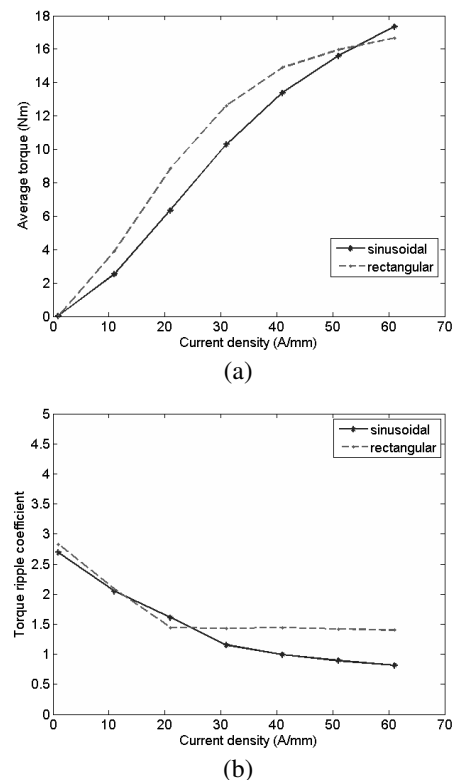 18
16
14
12
10
8
6
4
2
0
Average torque (Nm)
sinusoidal
rectangular
0 10 20 30 40 50 60 70
Current density (A/mm)
(a)
5
4.5
4
3.5
3
2.5
2
1.5
1
0.5
0
Torque ripple coefficient
sinusoidal
rectangular
0 10 20 30 40 50 60 70
Current density (A/mm)
(b)